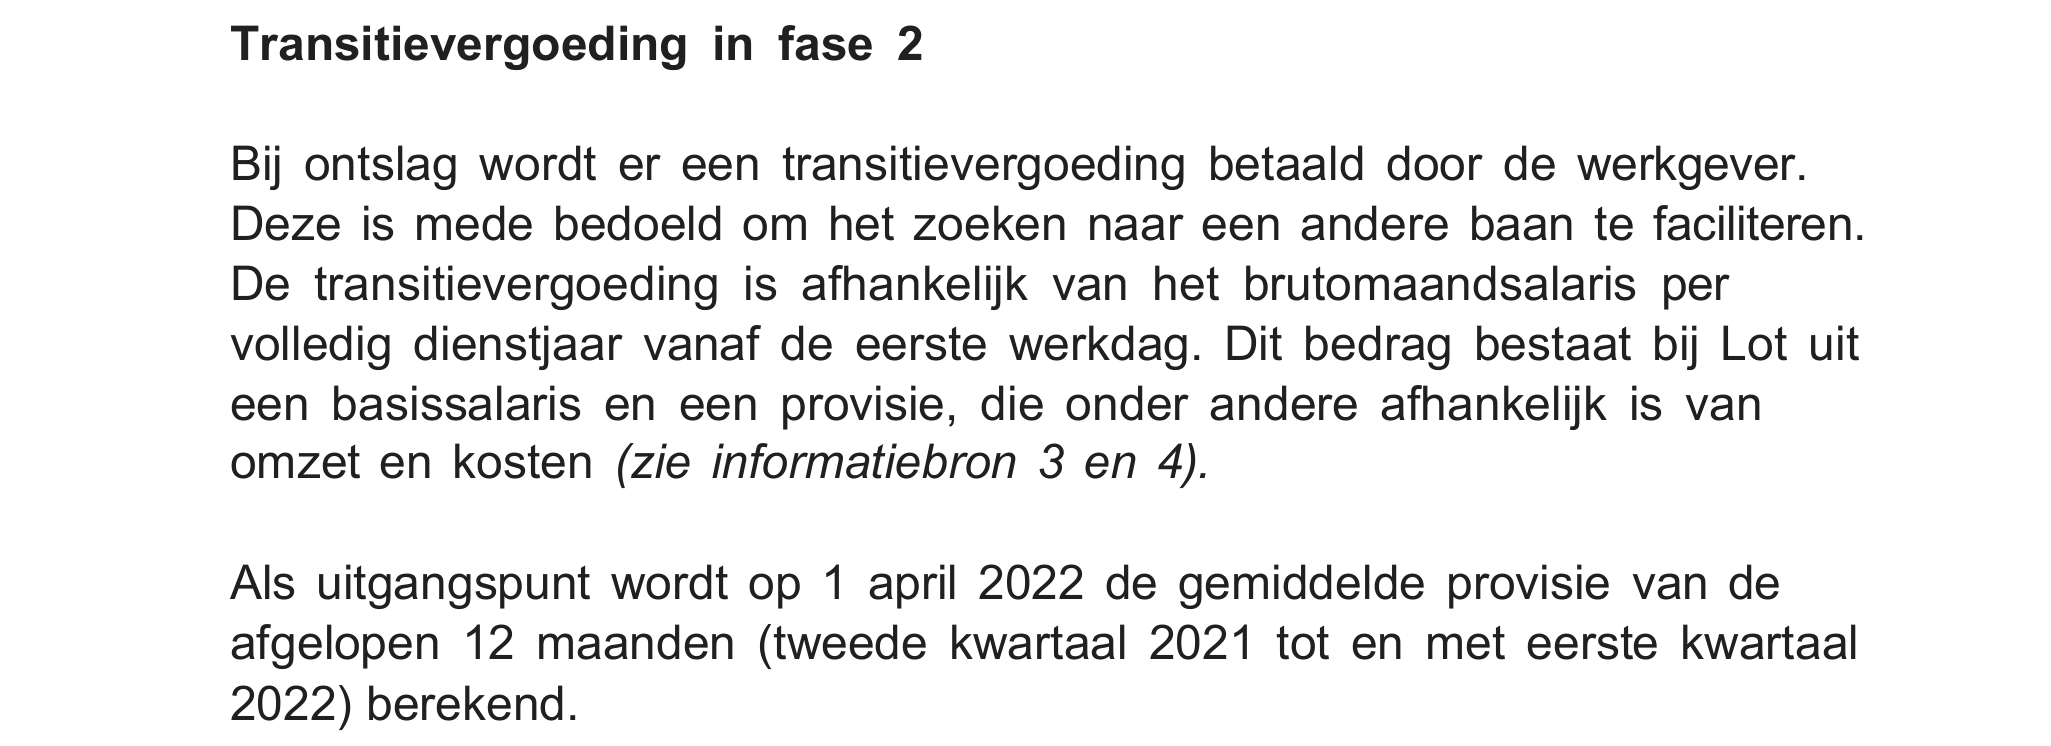 Transitievergoeding in fase 2
Bij ontslag wordt er een transitievergoeding betaald door de werkgever.
Deze is mede bedoeld om het zoeken naar een andere baan te faciliteren.
De transitievergoeding is afhankelijk van het brutomaandsalaris per
volledig dienstjaar vanaf de eerste werkdag. Dit bedrag bestaat bij Lot uit
een basissalaris en een provisie, die onder andere afhankelijk is van
omzet en kosten (zie informatiebron 3 en 4).
Als uitgangspunt wordt op 1 april 2022 de gemiddelde provisie van de
afgelopen 12 maanden (tweede kwartaal 2021 tot en met eerste kwartaal
2022) berekend.